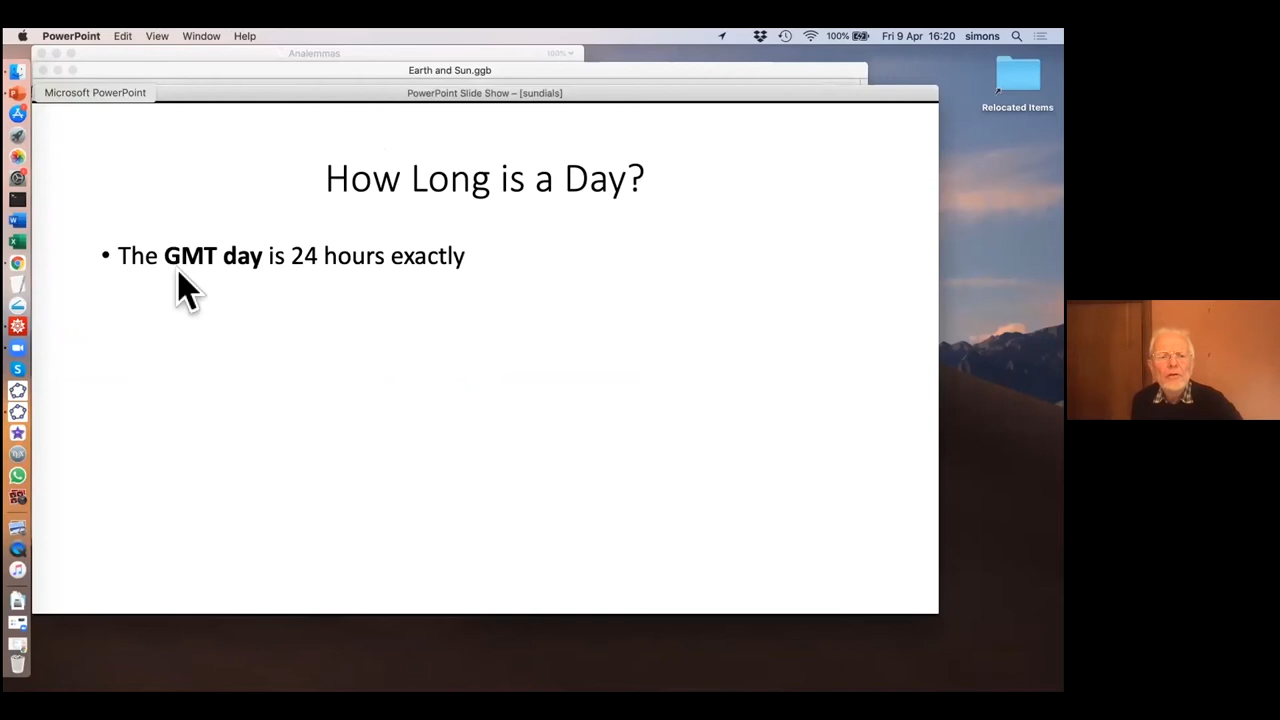 PowerPoint Edit View Window Help 100% Fri 9 Apr 16:20 simons
Analemmas 100%
Earth and Sun.ggb
Microsoft PowerPoint PowerPoint Slide Show – [sundials]
Relocated Items
How Long is a Day?
• The GMT day is 24 hours exactly